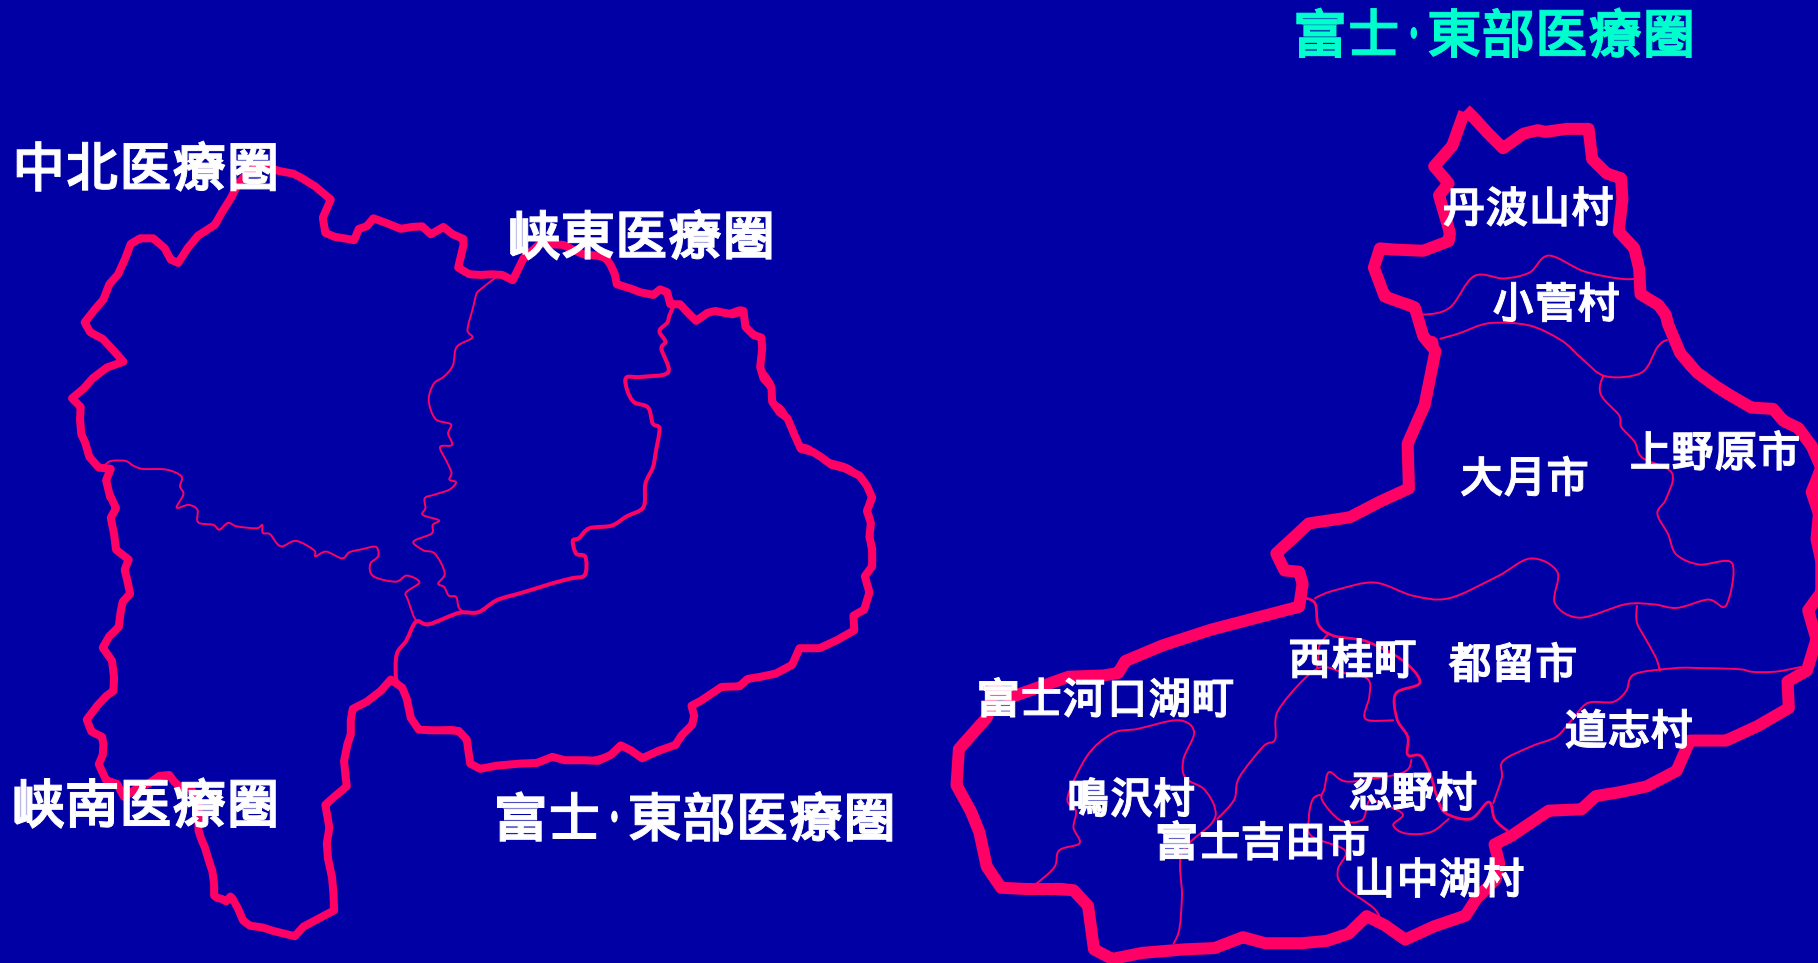 富士・東部医療圏
中北医療圏
峡東医療圏
峡南医療圏
富士・東部医療圏
丹波山村
小菅村
上野原市
大月市
西桂町
都留市
富士河口湖町
道志村
鳴沢村
忍野村
富士吉田市
山中湖村